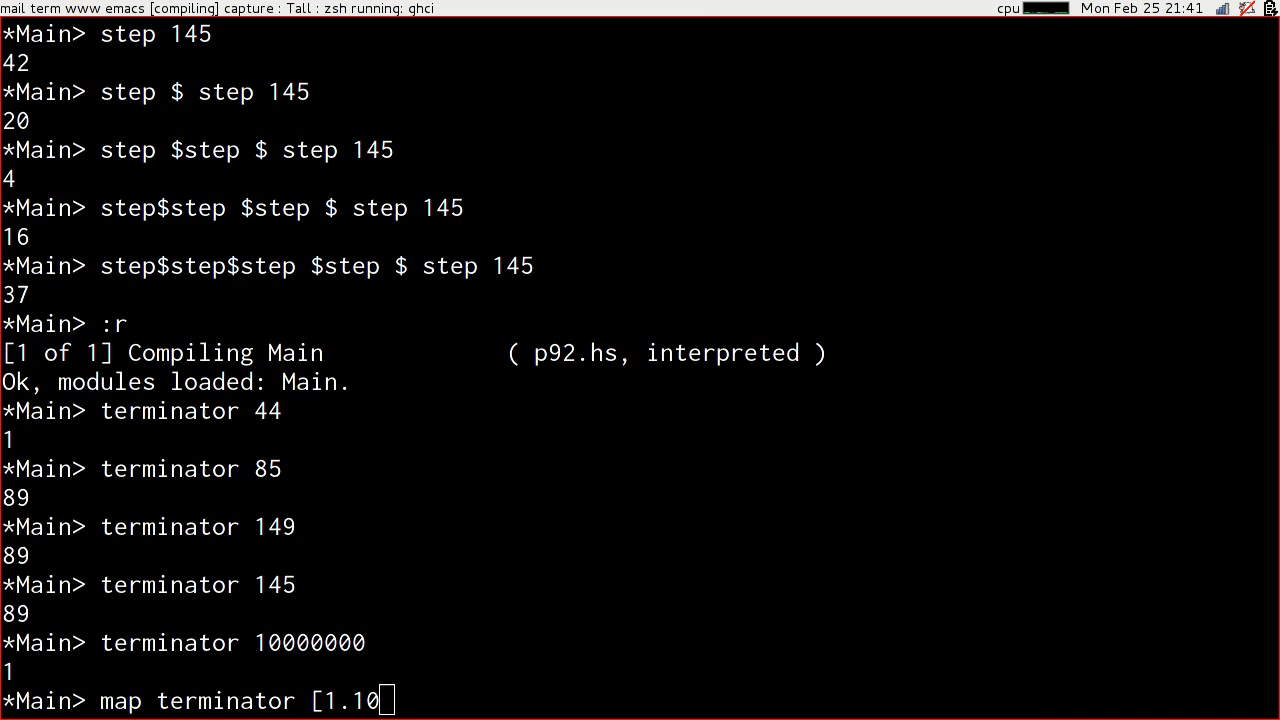 mail term www emacs [compiling] capture : Tall : zsh running: ghci cpu Mon Feb 25 21:41
*Main> step 145
42
*Main> step $ step 145
20
*Main> step $step $ step 145
4
*Main> step$step $step $ step 145
16
*Main> step$step$step $step $ step 145
37
*Main> :r
[1 of 1] Compiling Main ( p92.hs, interpreted )
Ok, modules loaded: Main.
*Main> terminator 44
1
*Main> terminator 85
89
*Main> terminator 149
89
*Main> terminator 145
89
*Main> terminator 10000000
1
*Main> map terminator [1.10